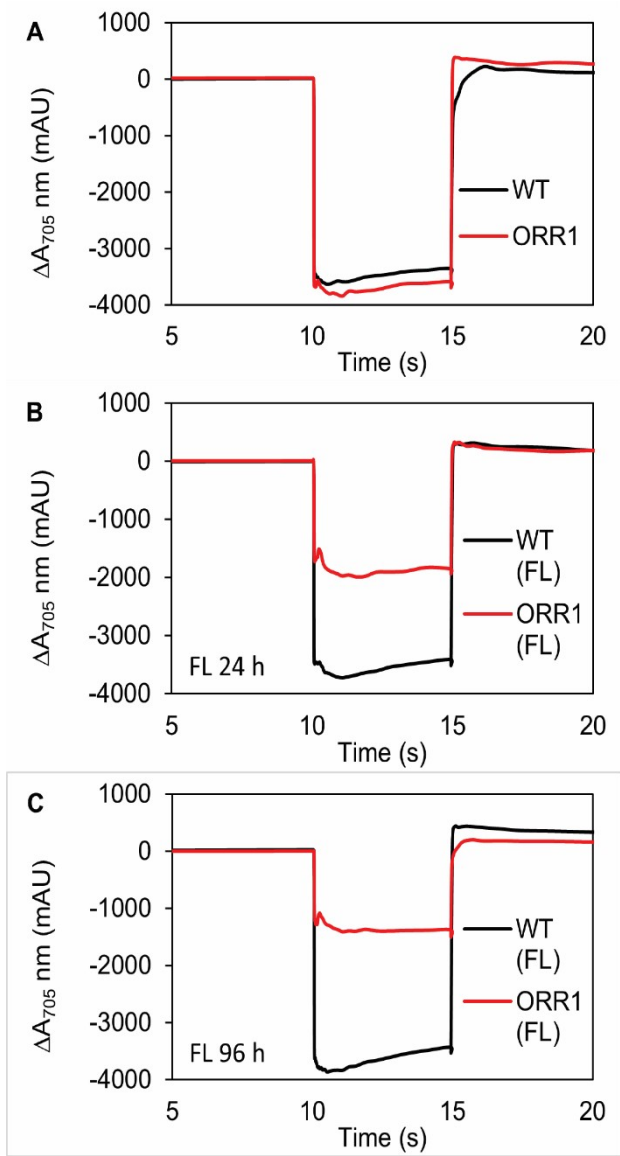 A
1000
0
-1000
-2000
-3000
-4000
ΔA705 nm (mAU)
WT
ORR1
5 10 15 20
Time (s)
B
1000
0
-1000
-2000
-3000
-4000
ΔA705 nm (mAU)
WT
(FL)
ORR1
(FL)
FL 24 h
5 10 15 20
Time (s)
C
1000
0
-1000
-2000
-3000
-4000
ΔA705 nm (mAU)
WT
(FL)
ORR1
(FL)
FL 96 h
5 10 15 20
Time (s)